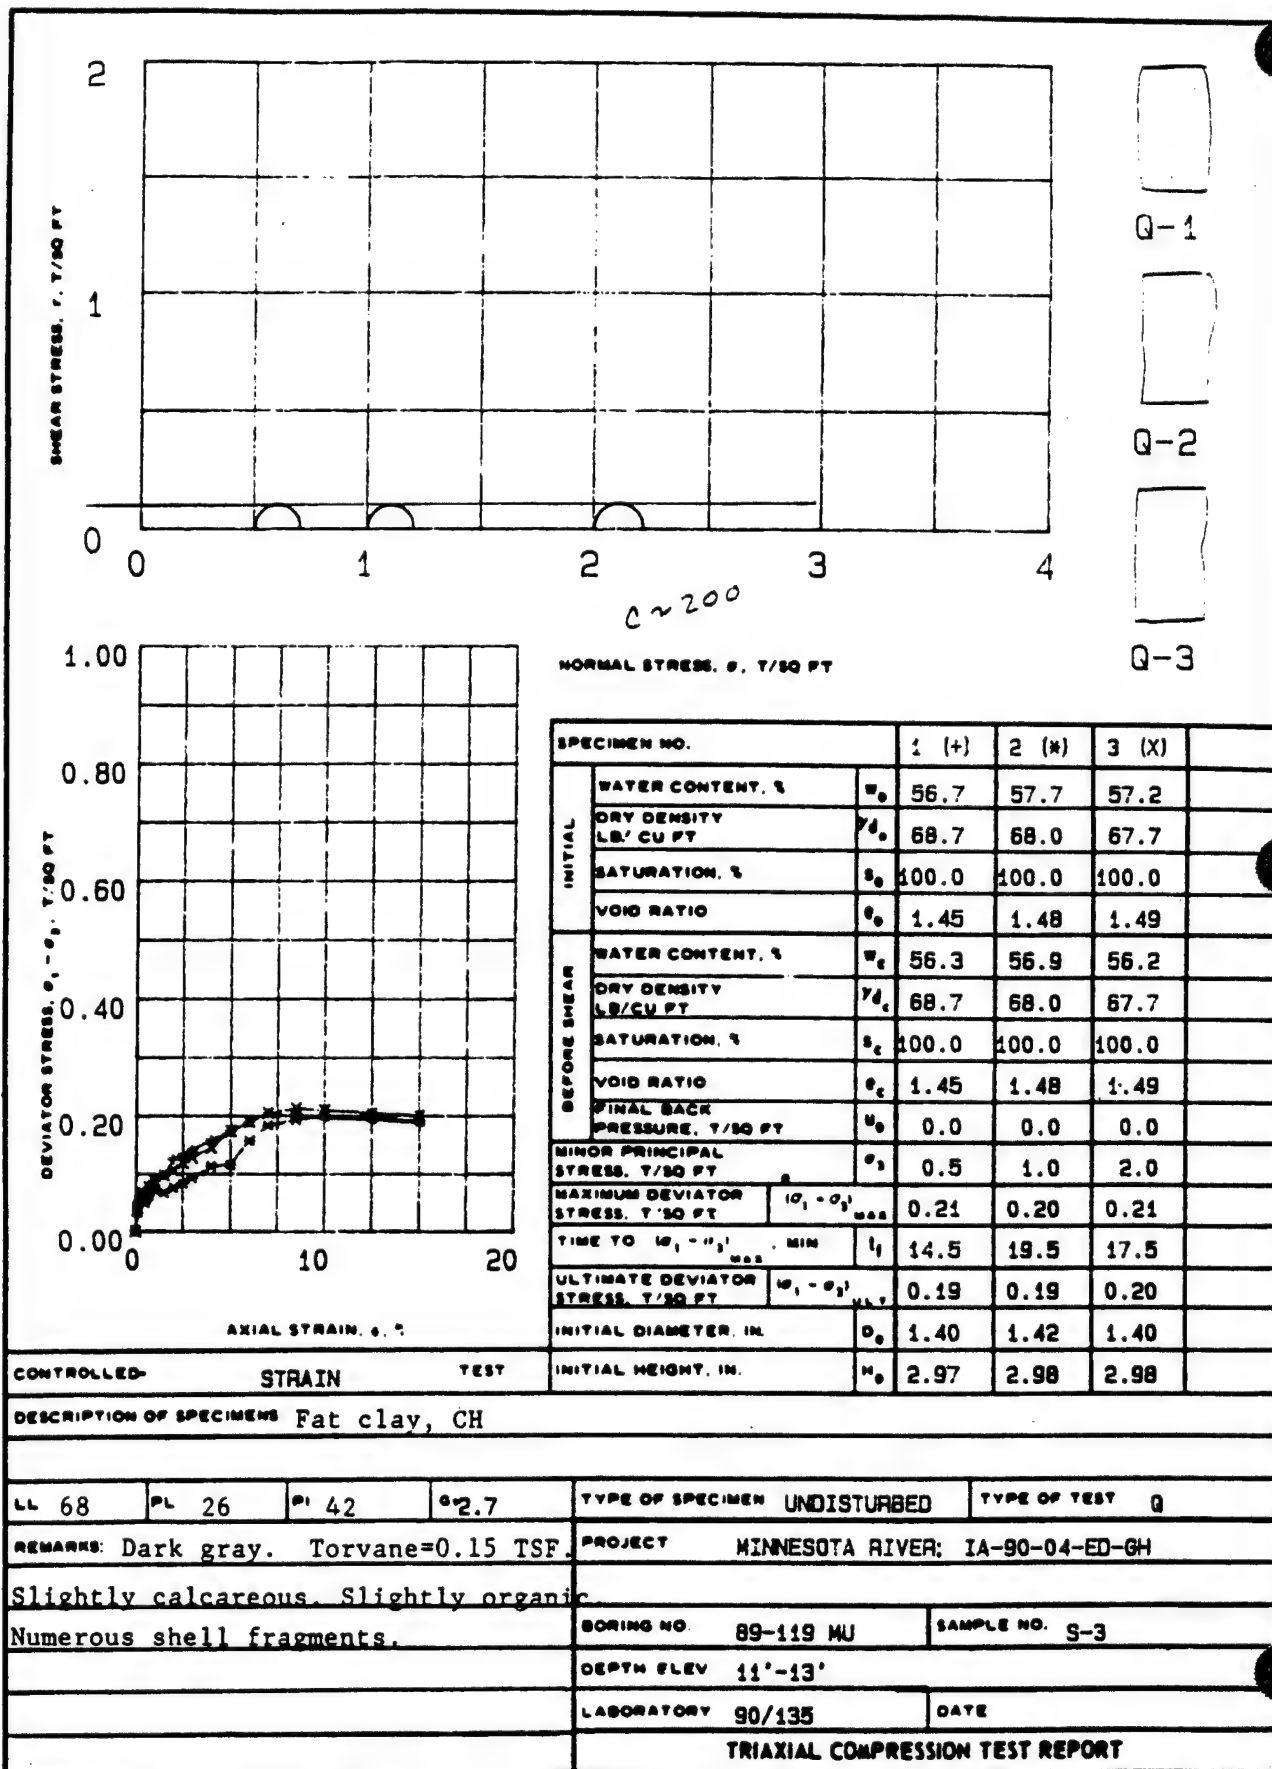 2
1
0
SHEAR STRESS, T, T/SQ FT
0 1 2 3 4
C ~ 200
NORMAL STRESS, σ, T/SQ FT
Q-1
Q-2
Q-3
1.00
0.80
0.60
0.40
0.20
0.00
DEVIATOR STRESS, σ₁ - σ₃, T/SQ FT
0 10 20
AXIAL STRAIN, ε, %
CONTROLLED- STRAIN TEST
SPECIMEN NO. 1 (+) 2 (*) 3 (X)
INITIAL
WATER CONTENT, % w₀ 56.7 57.7 57.2
DRY DENSITY LB/ CU FT γd₀ 68.7 68.0 67.7
SATURATION, % S₀ 100.0 100.0 100.0
VOID RATIO e₀ 1.45 1.48 1.49
BEFORE SHEAR
WATER CONTENT, % wc 56.3 56.9 56.2
DRY DENSITY LB/CU FT γdc 68.7 68.0 67.7
SATURATION, % Sc 100.0 100.0 100.0
VOID RATIO ec 1.45 1.48 1.49
FINAL BACK PRESSURE, T/SQ FT u₀ 0.0 0.0 0.0
MINOR PRINCIPAL STRESS, T/SQ FT σ₃ 0.5 1.0 2.0
MAXIMUM DEVIATOR STRESS, T/SQ FT (σ₁ - σ₃)max 0.21 0.20 0.21
TIME TO (σ₁ - σ₃)max, MIN tf 14.5 19.5 17.5
ULTIMATE DEVIATOR STRESS, T/SQ FT (σ₁ - σ₃)ULT 0.19 0.19 0.20
INITIAL DIAMETER, IN. D₀ 1.40 1.42 1.40
INITIAL HEIGHT, IN. H₀ 2.97 2.98 2.98
DESCRIPTION OF SPECIMENS Fat clay, CH
LL 68 PL 26 PI 42 Gs 2.7
TYPE OF SPECIMEN UNDISTURBED TYPE OF TEST Q
REMARKS: Dark gray. Torvane=0.15 TSF.
Slightly calcareous. Slightly organic.
Numerous shell fragments.
PROJECT MINNESOTA RIVER; IA-90-04-ED-GH
BORING NO. 89-119 MU SAMPLE NO. S-3
DEPTH ELEV 11'-13'
LABORATORY 90/135 DATE
TRIAXIAL COMPRESSION TEST REPORT